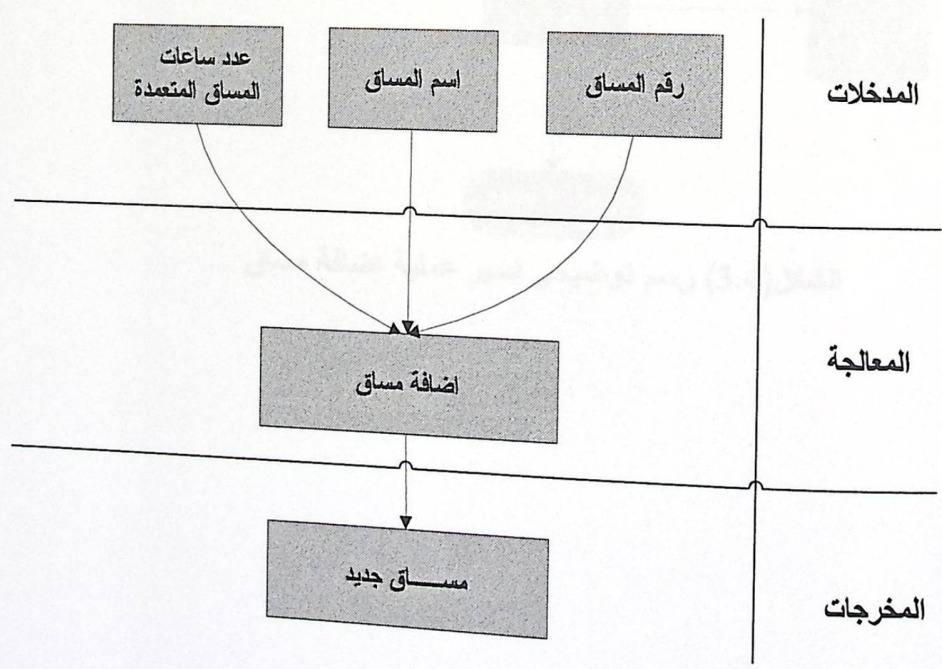 المدخلات
رقم المساق
اسم المساق
عدد ساعات
المساق المتعمدة
المعالجة
اضافة مساق
المخرجات
مســـاق جديد